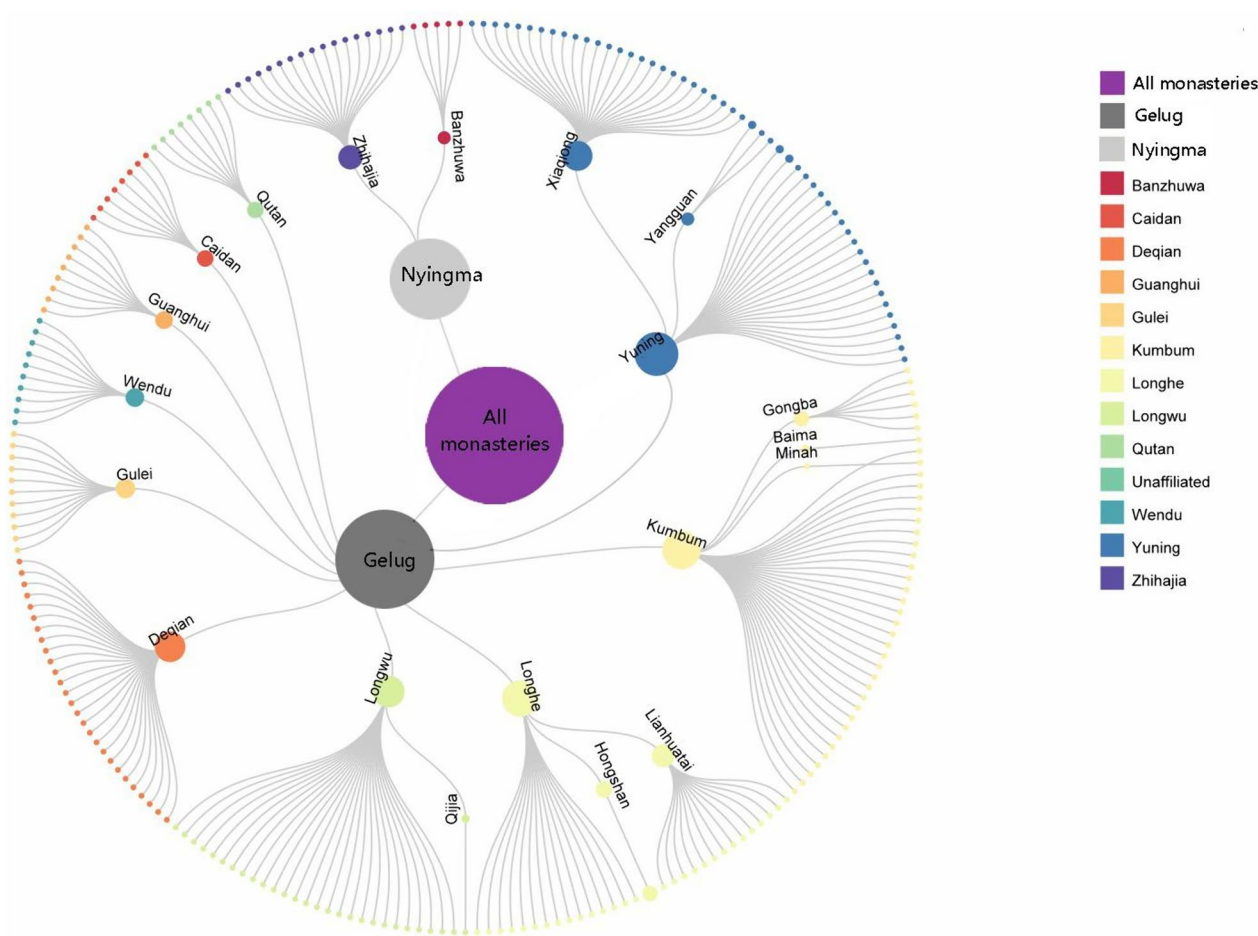 Banzhuwa
Zhihajia
Xiaqiong
Qutan
Yangguan
Caidan
Nyingma
Guanghui
Yuning
Wendu
All
monasteries
Gongba
Baima
Minah
Gulei
Kumbum
Gelug
Deqian
Longwu
Longhe
Lianhuatai
Hongshan
Qijia
All monasteries
Gelug
Nyingma
Banzhuwa
Caidan
Deqian
Guanghui
Gulei
Kumbum
Longhe
Longwu
Qutan
Unaffiliated
Wendu
Yuning
Zhihajia